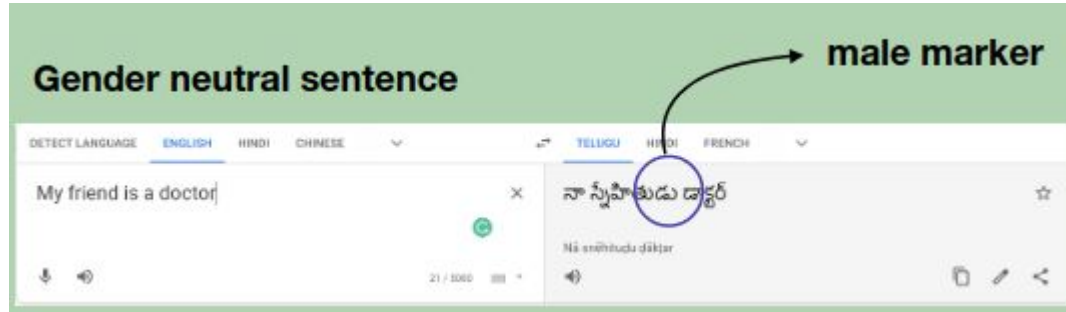 male marker
Gender neutral sentence
DETECT LANGUAGE ENGLISH HINDI CHINESE TELUGU HINDI FRENCH
My friend is a doctor
నా స్నేహితుడు డాక్టర్
Nā snēhituḍu ḍākṭar
21 / 5000